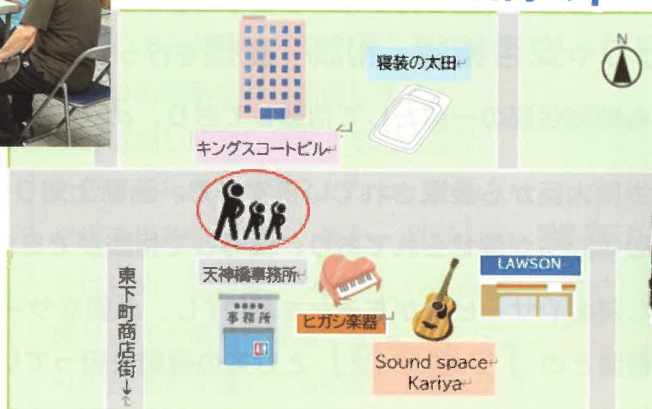 寝装の太田
N
キングスコートビル
天神橋事務所
事務所
ヒガシ楽器
LAWSON
Sound space
Kariya
東下町商店街→